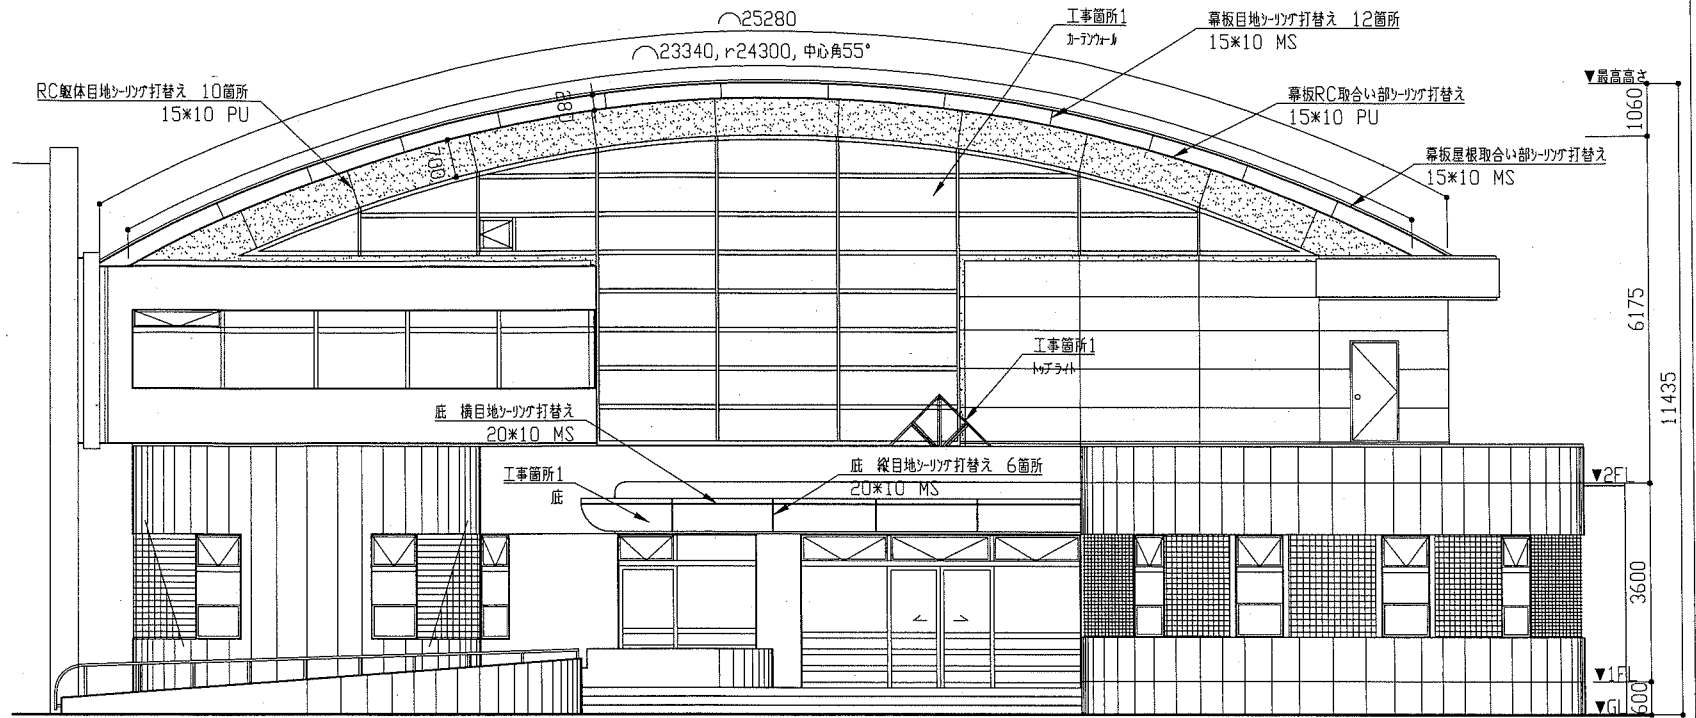 ⌒25280
⌒23340, r24300, 中心角55°
工事箇所1
カーテンウォール
幕板目地シーリング打替え 12箇所
15*10 MS
▼最高高さ
RC躯体目地シーリング打替え 10箇所
15*10 PU
280
幕板RC取合い部シーリング打替え
15*10 PU
1060
700
幕板屋根取合い部シーリング打替え
15*10 MS
6175
工事箇所1
トップライト
11435
庇 横目地シーリング打替え
20*10 MS
工事箇所1
庇
庇 縦目地シーリング打替え 6箇所
20*10 MS
▼2FL
3600
▼1FL
600
▼GL